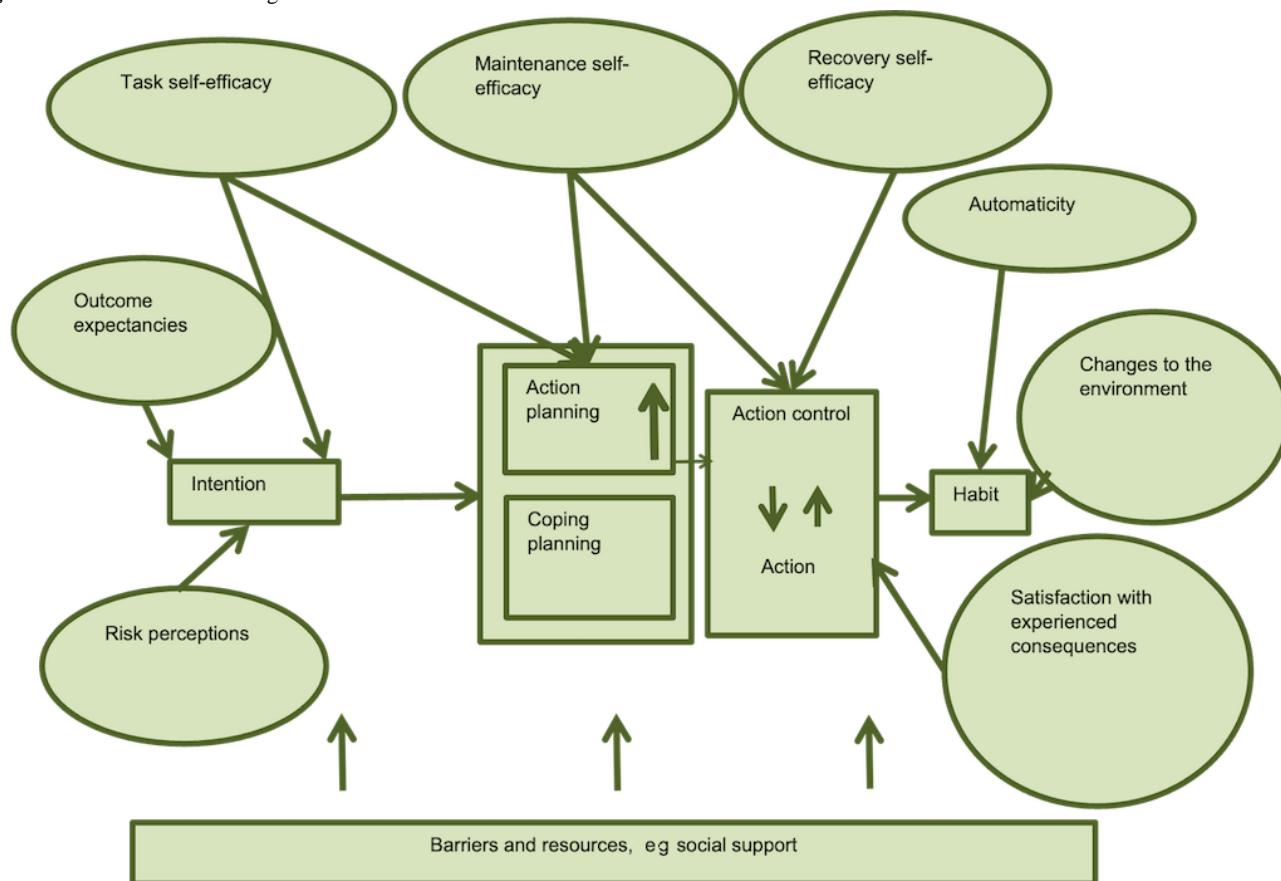 Task self-efficacy
Maintenance self-
efficacy
Recovery self-
efficacy
Automaticity
Outcome
expectancies
Changes to the
environment
Action
planning
Action control
Intention
Habit
Coping
planning
Action
Satisfaction with
experienced
consequences
Risk perceptions
Barriers and resources, eg social support